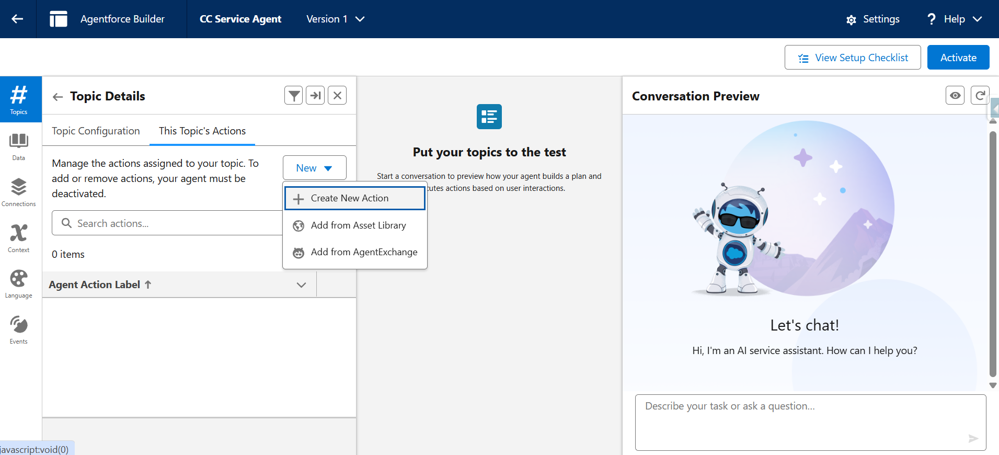 Agentforce Builder
CC Service Agent
Version 1
Settings
? Help
View Setup Checklist
Activate
#
Topics
Data
Connections
Context
Language
Events
Topic Details
Topic Configuration
This Topic's Actions
Manage the actions assigned to your topic. To
add or remove actions, your agent must be
deactivated.
New
Create New Action
Add from Asset Library
Add from AgentExchange
Search actions...
0 items
Agent Action Label ↑
Put your topics to the test
Start a conversation to preview how your agent builds a plan and
utes actions based on user interactions.
Conversation Preview
Let's chat!
Hi, I'm an AI service assistant. How can I help you?
Describe your task or ask a question...
javascript:void(0)